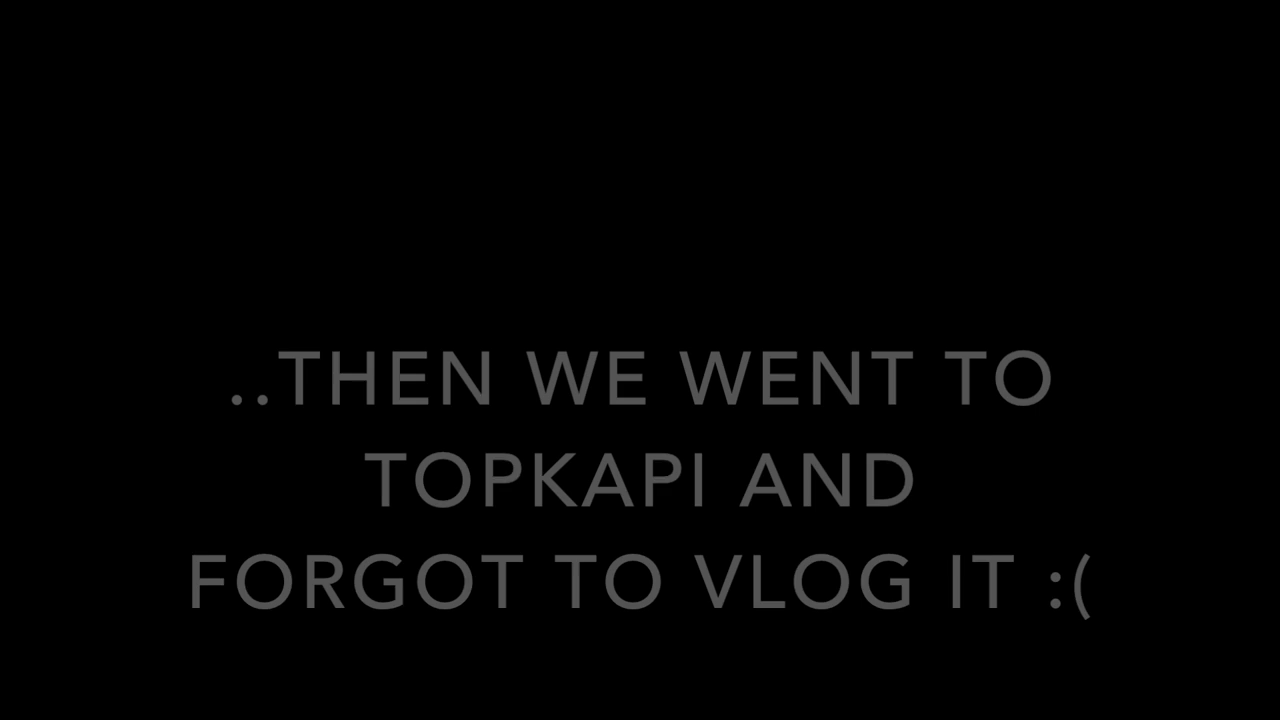 ..THEN WE WENT TO
TOPKAPI AND
FORGOT TO VLOG IT :(